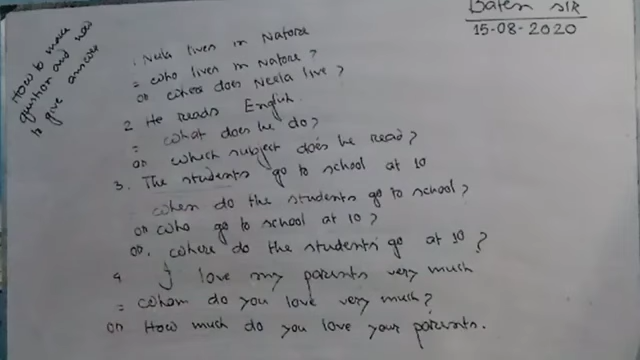 Baten SIR
15-08-2020
How to make
question and how
to give answer
1. Neela lives in Natore
= who lives in Natore?
or where does Neela live?
2 He reads English.
= what does he do?
or which subject does he read?
3. The students go to school at 10
when do the students go to school?
or who go to school at 10?
or. where do the students go at 10?
4 I love my parents very much
= whom do you love very much?
or How much do you love your parents.